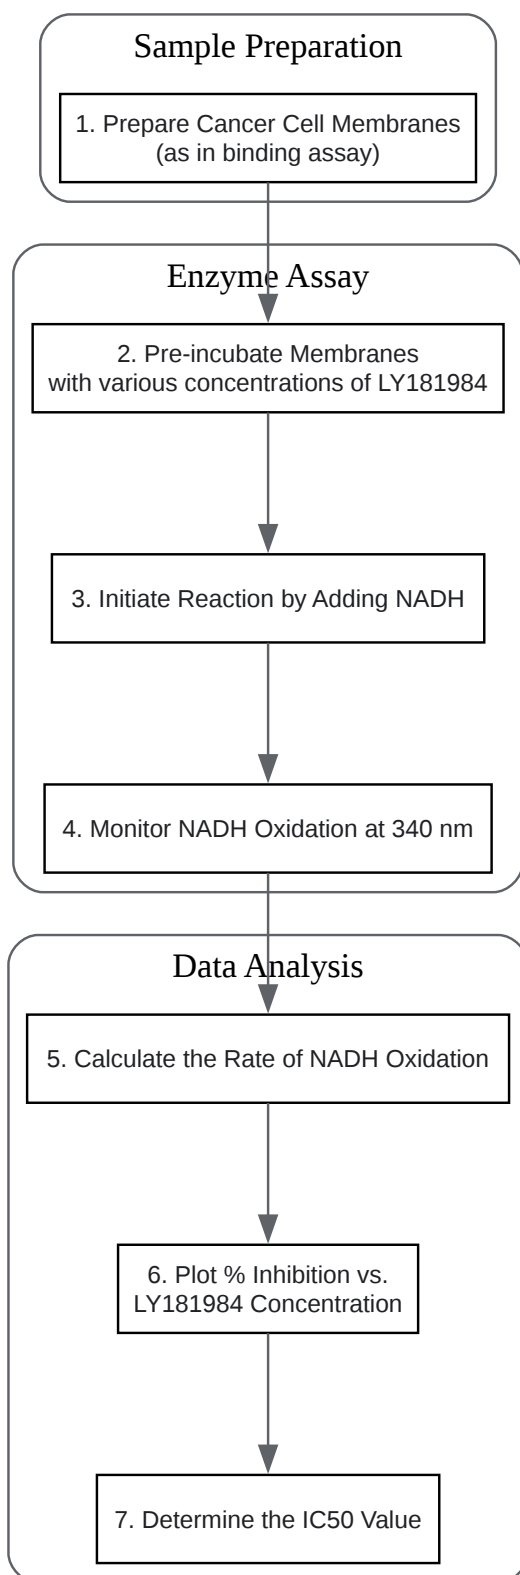 Sample Preparation
1. Prepare Cancer Cell Membranes
(as in binding assay)
Enzyme Assay
2. Pre-incubate Membranes
with various concentrations of LY181984
3. Initiate Reaction by Adding NADH
4. Monitor NADH Oxidation at 340 nm
Data Analysis
5. Calculate the Rate of NADH Oxidation
6. Plot % Inhibition vs.
LY181984 Concentration
7. Determine the IC50 Value